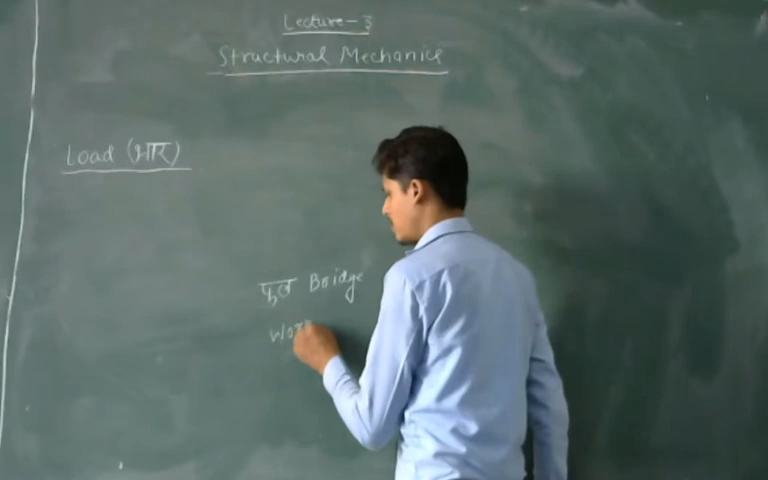 Lecture-3
Structural Mechanics
Load (भार)
पुल Bridge